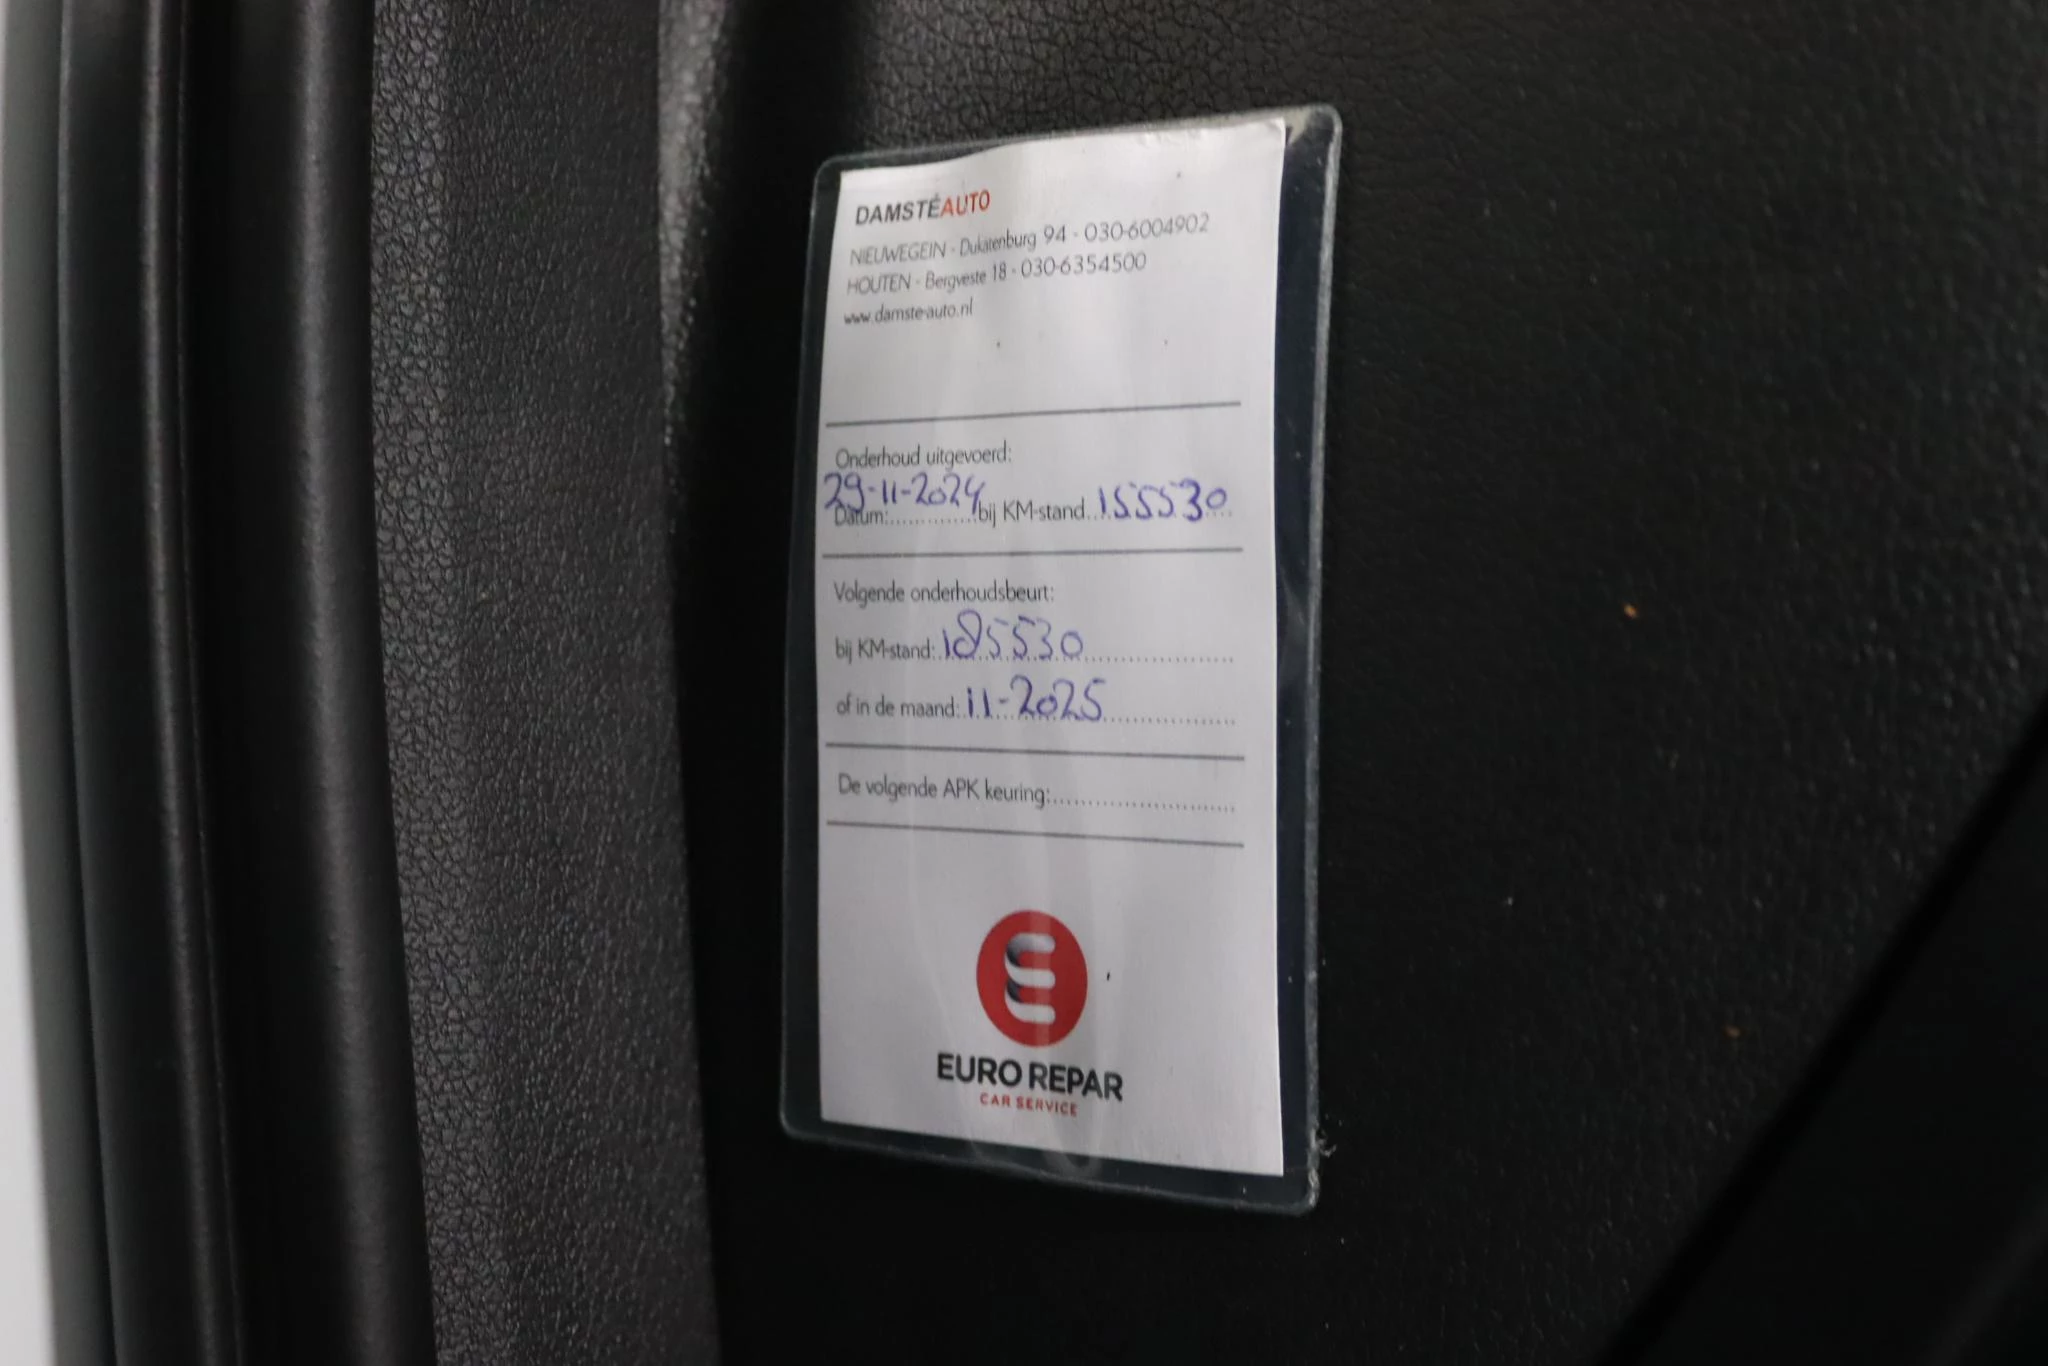 DAMSTÉAUTO
NIEUWEGEIN - Dukatenburg 94 - 030-6004902
HOUTEN - Bergveste 18 - 030-6354500
www.damste-auto.nl
Onderhoud uitgevoerd:
Datum: 29-11-2024 bij KM-stand 155530
Volgende onderhoudsbeurt:
bij KM-stand: 185530
of in de maand: 11-2025
De volgende APK keuring:
EURO REPAR
CAR SERVICE